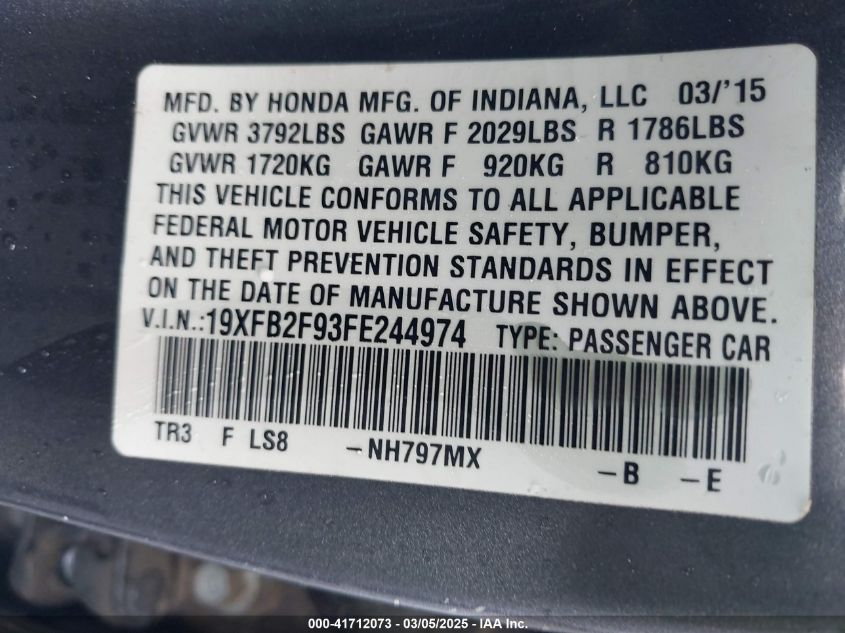 MFD. BY HONDA MFG. OF INDIANA, LLC 03/'15
GVWR 3792LBS GAWR F 2029LBS R 1786LBS
GVWR 1720KG GAWR F 920KG R 810KG
THIS VEHICLE CONFORMS TO ALL APPLICABLE
FEDERAL MOTOR VEHICLE SAFETY, BUMPER,
AND THEFT PREVENTION STANDARDS IN EFFECT
ON THE DATE OF MANUFACTURE SHOWN ABOVE.
V.I.N.:19XFB2F93FE244974 TYPE: PASSENGER CAR
TR3 F LS8 -NH797MX -B -E
000-41712073 - 03/05/2025 - IAA Inc.